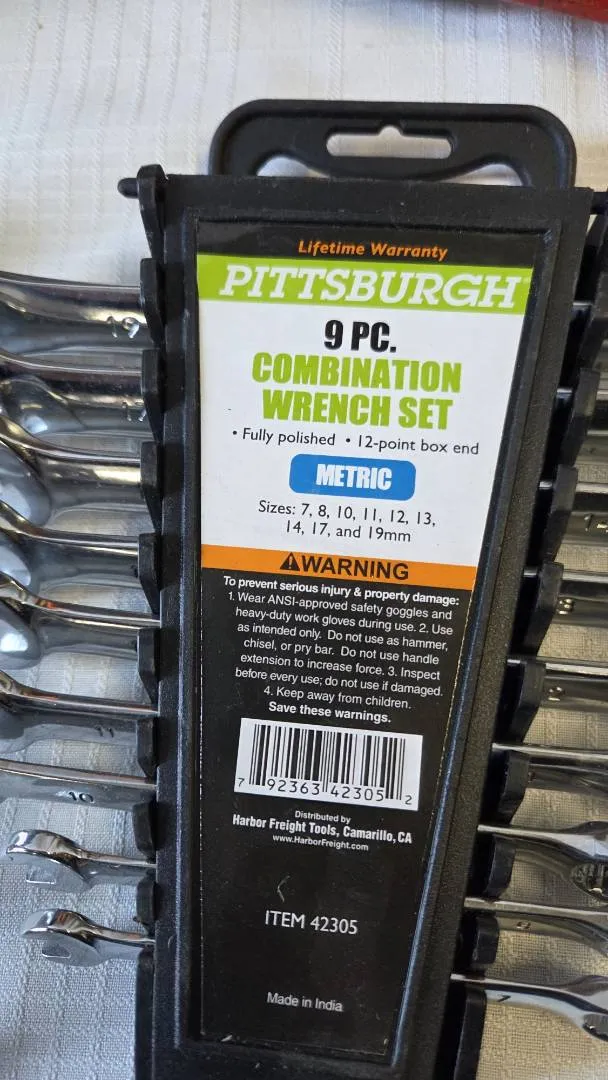 Lifetime Warranty
PITTSBURGH
9 PC.
COMBINATION
WRENCH SET
• Fully polished • 12-point box end
METRIC
Sizes: 7, 8, 10, 11, 12, 13,
14, 17, and 19mm
⚠WARNING
To prevent serious injury & property damage:
1. Wear ANSI-approved safety goggles and
heavy-duty work gloves during use. 2. Use
as intended only. Do not use as hammer,
chisel, or pry bar. Do not use handle
extension to increase force. 3. Inspect
before every use; do not use if damaged.
4. Keep away from children.
Save these warnings.
7 92363 42305 2
Distributed by
Harbor Freight Tools, Camarillo, CA
www.HarborFreight.com
ITEM 42305
Made in India
19
11
10
8
7